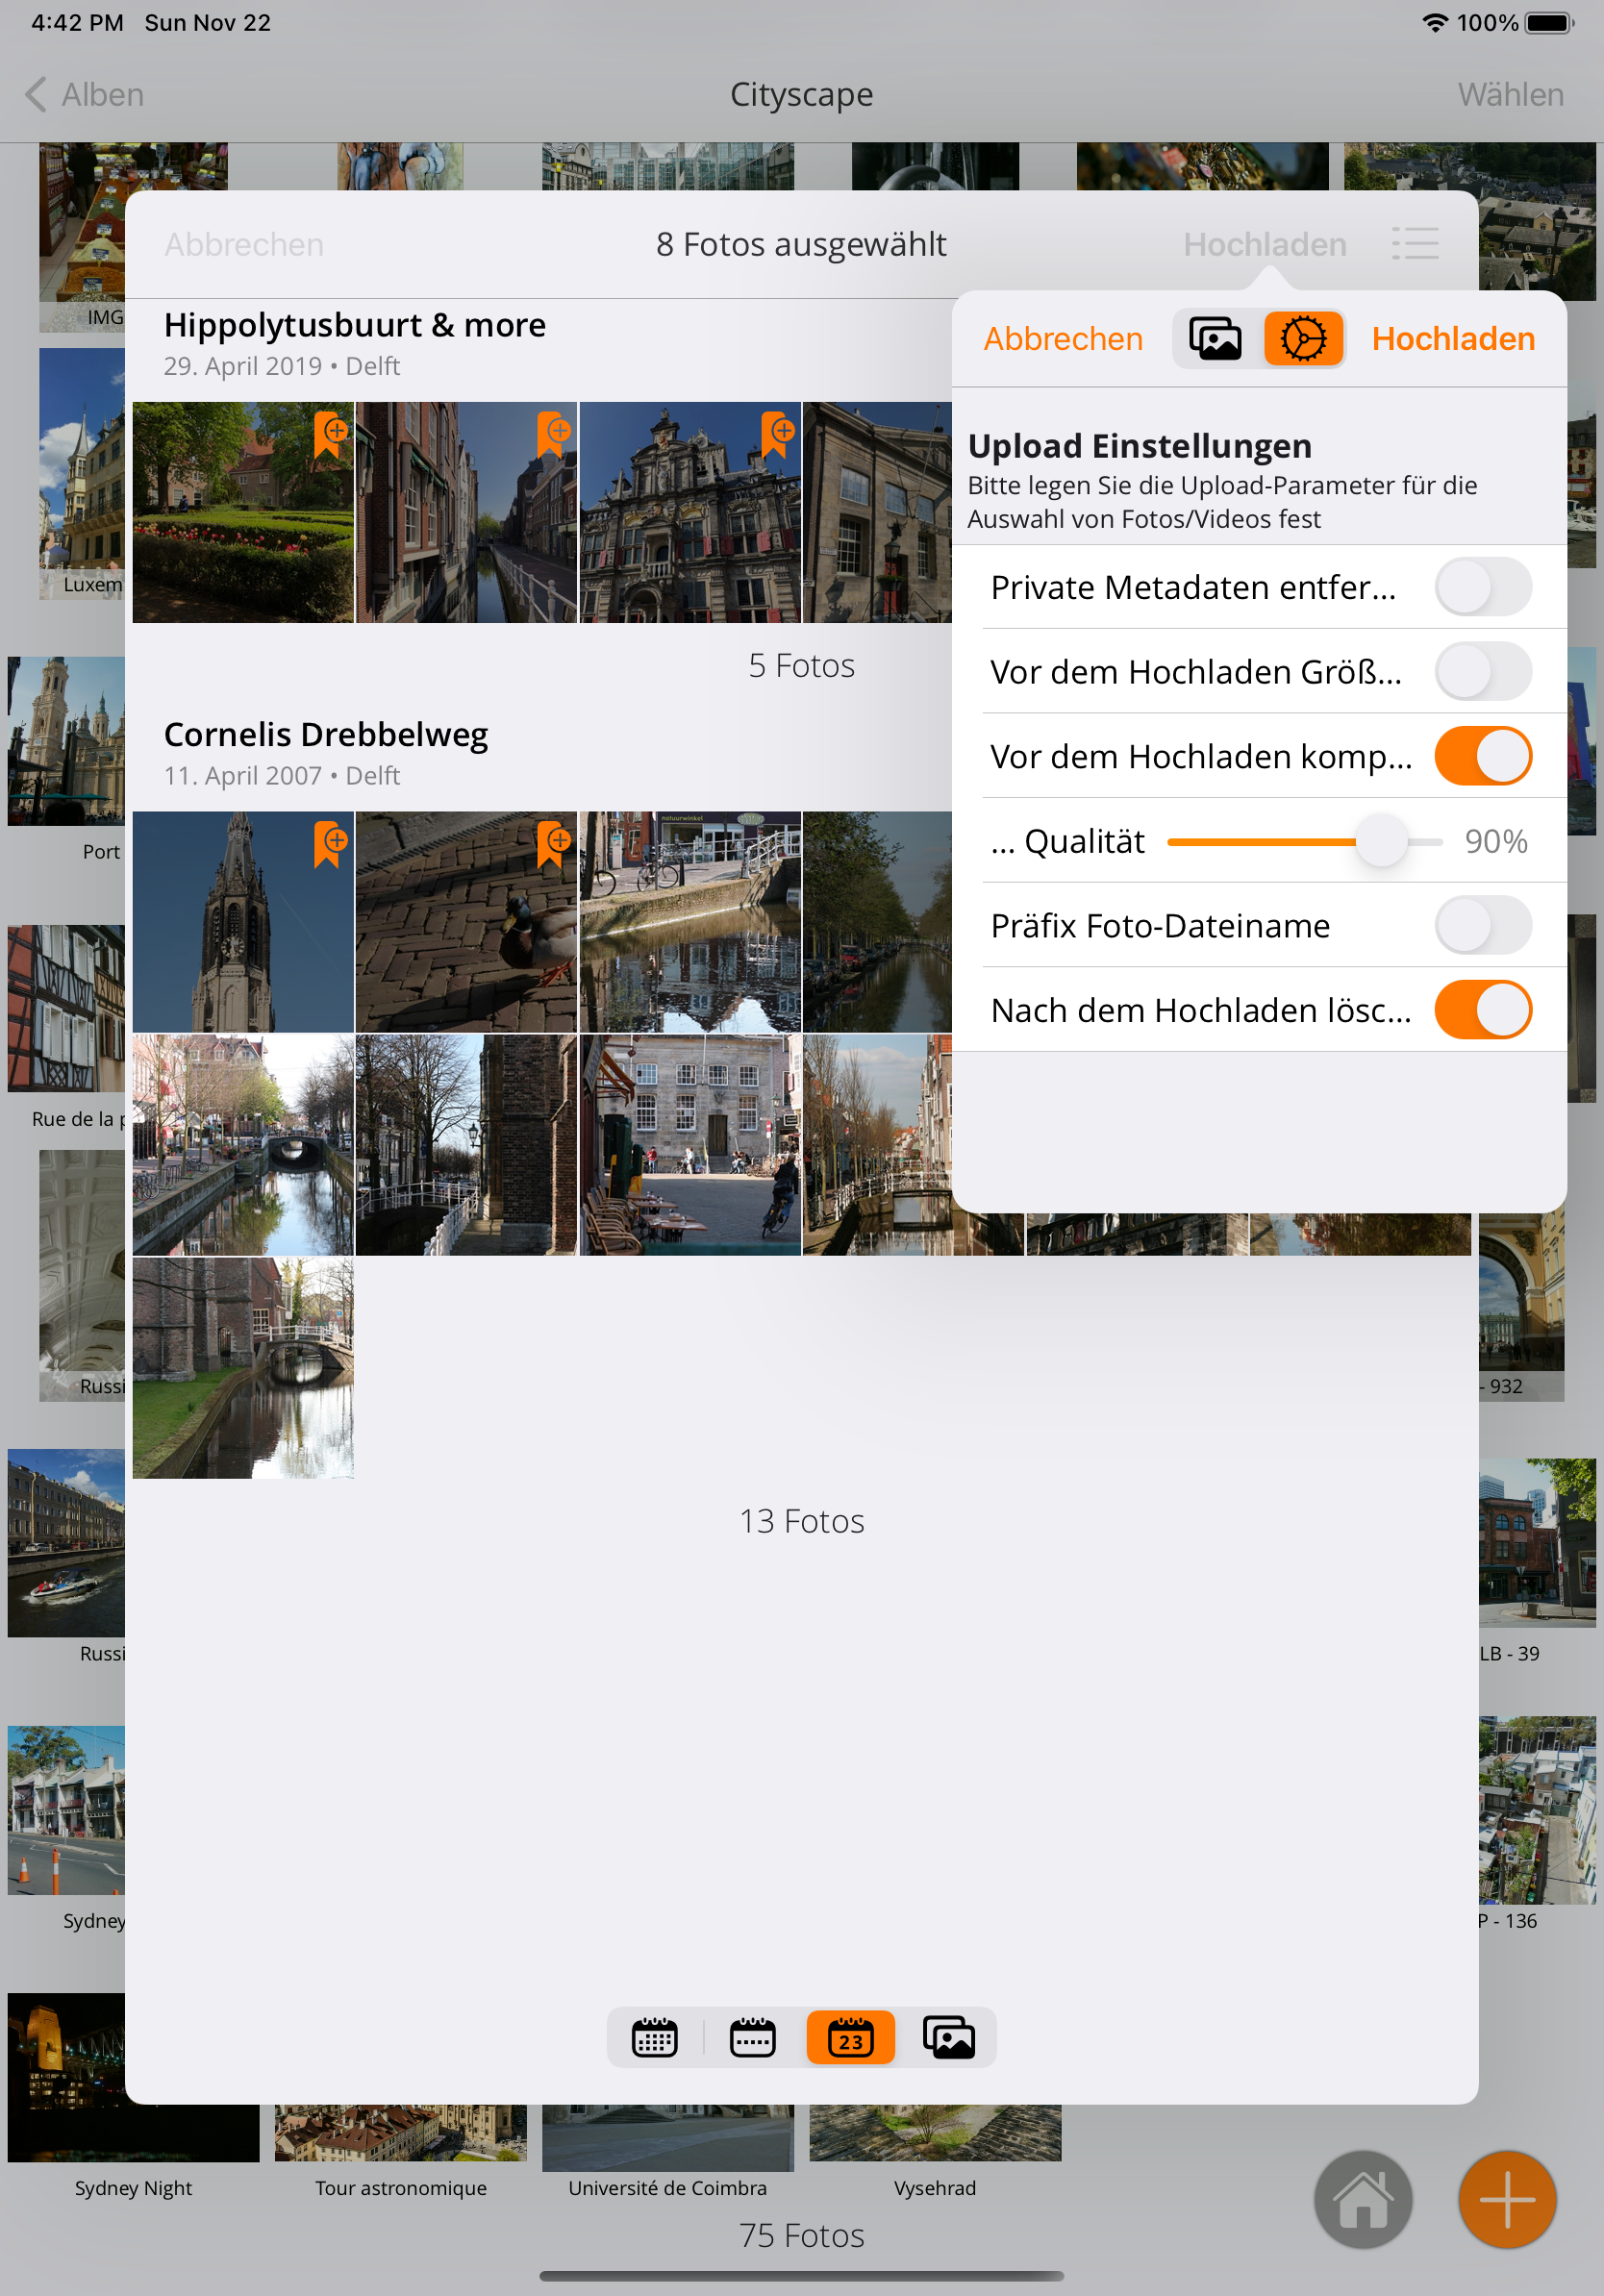 4:42 PM Sun Nov 22 100%
Alben Cityscape Wählen
IMG
Abbrechen 8 Fotos ausgewählt Hochladen
Hippolytusbuurt & more
29. April 2019 • Delft
5 Fotos
Cornelis Drebbelweg
11. April 2007 • Delft
natuurwinkel
13 Fotos
23
Abbrechen Hochladen
Upload Einstellungen
Bitte legen Sie die Upload-Parameter für die
Auswahl von Fotos/Videos fest
Private Metadaten entfer...
Vor dem Hochladen Größ...
Vor dem Hochladen komp...
... Qualität 90%
Präfix Foto-Dateiname
Nach dem Hochladen lösc...
Luxem
Port
Rue de la p
Russi
- 932
Russi
LB - 39
Sydney
P - 136
Sydney Night
Tour astronomique
Université de Coimbra
Vysehrad
75 Fotos